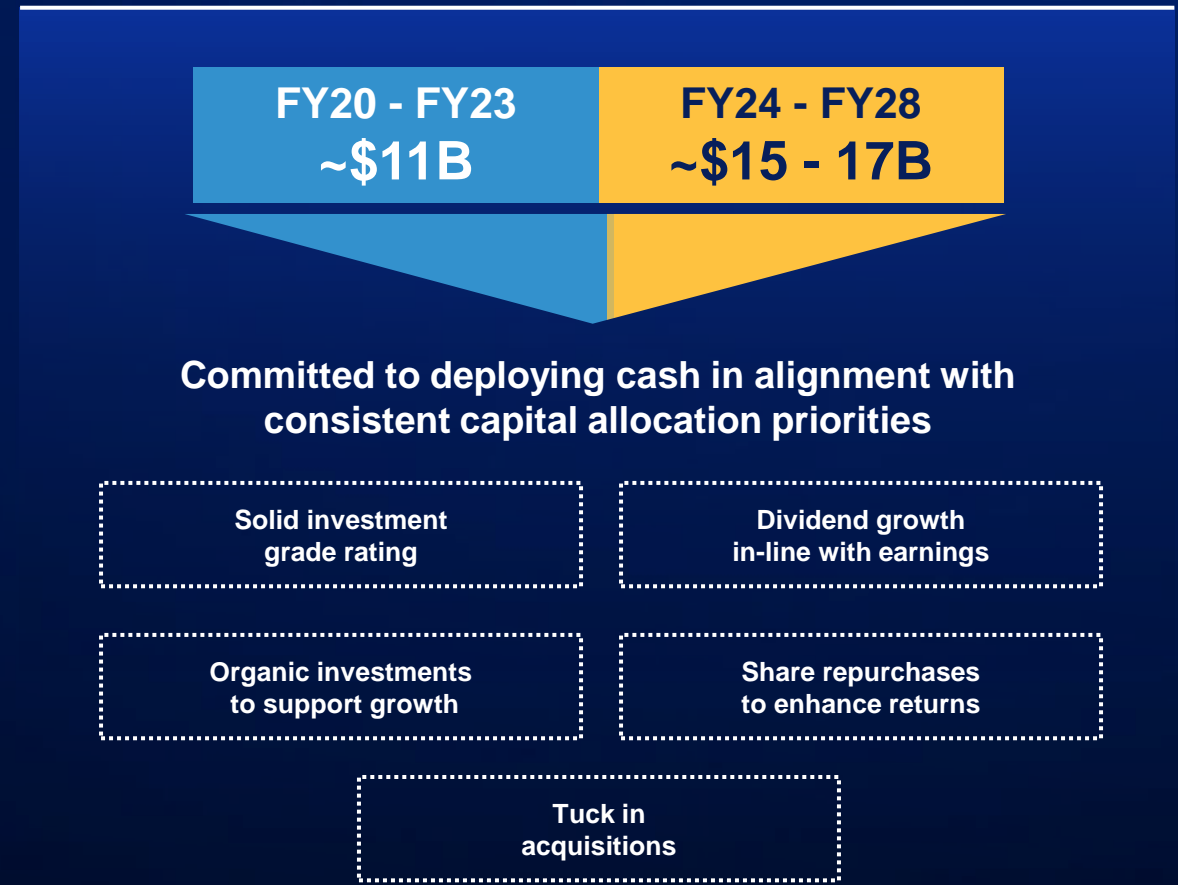 FY20 - FY23
~$11B
FY24 - FY28
~$15 - 17B
Committed to deploying cash in alignment with
consistent capital allocation priorities
Solid investment
grade rating
Dividend growth
in-line with earnings
Organic investments
to support growth
Share repurchases
to enhance returns
Tuck in
acquisitions